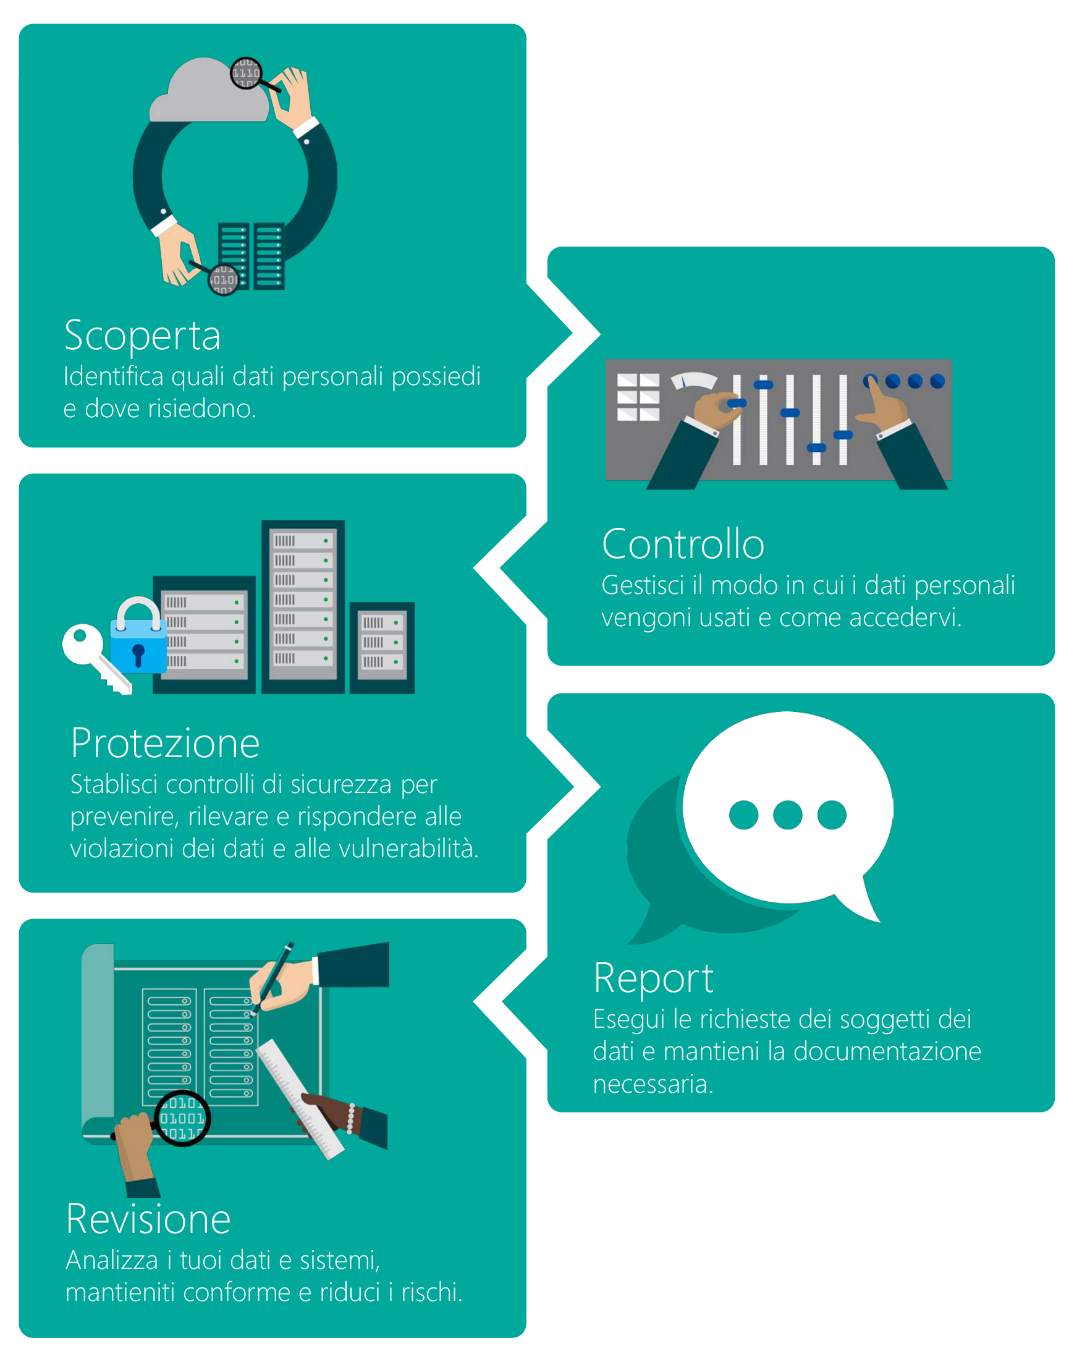 Scoperta
Identifica quali dati personali possiedi
e dove risiedono.
Controllo
Gestisci il modo in cui i dati personali
vengoni usati e come accedervi.
Protezione
Stablisci controlli di sicurezza per
prevenire, rilevare e rispondere alle
violazioni dei dati e alle vulnerabilità.
Report
Esegui le richieste dei soggetti dei
dati e mantieni la documentazione
necessaria.
Revisione
Analizza i tuoi dati e sistemi,
mantieniti conforme e riduci i rischi.